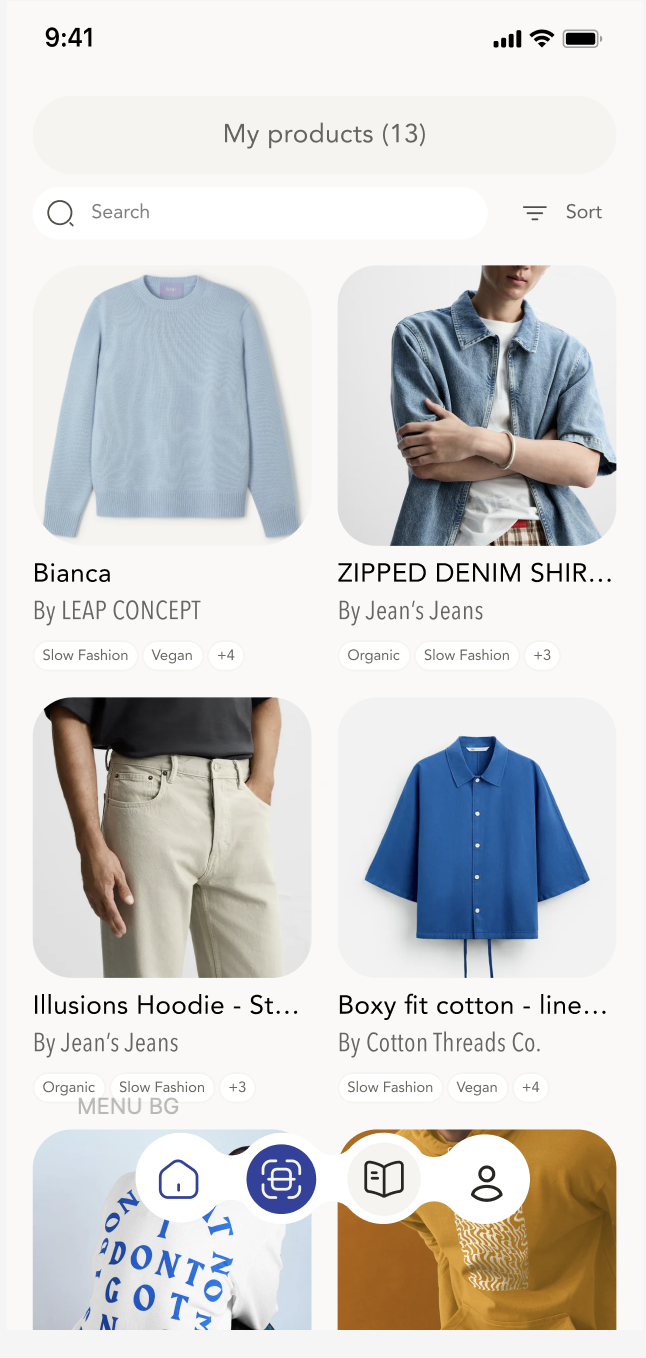 9:41
My products (13)
Search
Sort
Bianca
By LEAP CONCEPT
Slow Fashion
Vegan
+4
ZIPPED DENIM SHIR...
By Jean’s Jeans
Organic
Slow Fashion
+3
Illusions Hoodie - St...
By Jean’s Jeans
Organic
Slow Fashion
+3
Boxy fit cotton - line...
By Cotton Threads Co.
Slow Fashion
Vegan
+4
MENU BG
I
DONT
GOT